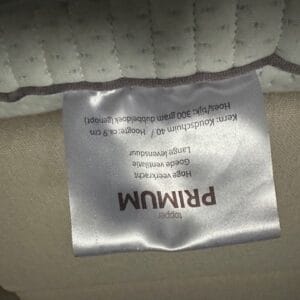 topper
PRIMUM
Hoge veerkracht
Goede ventilatie
Lange levensduur
Kern: Koudschuim 40 / Hoogte: ca 9 cm
Hoes/tijk: 300 gram dubbeldoek (genopt)